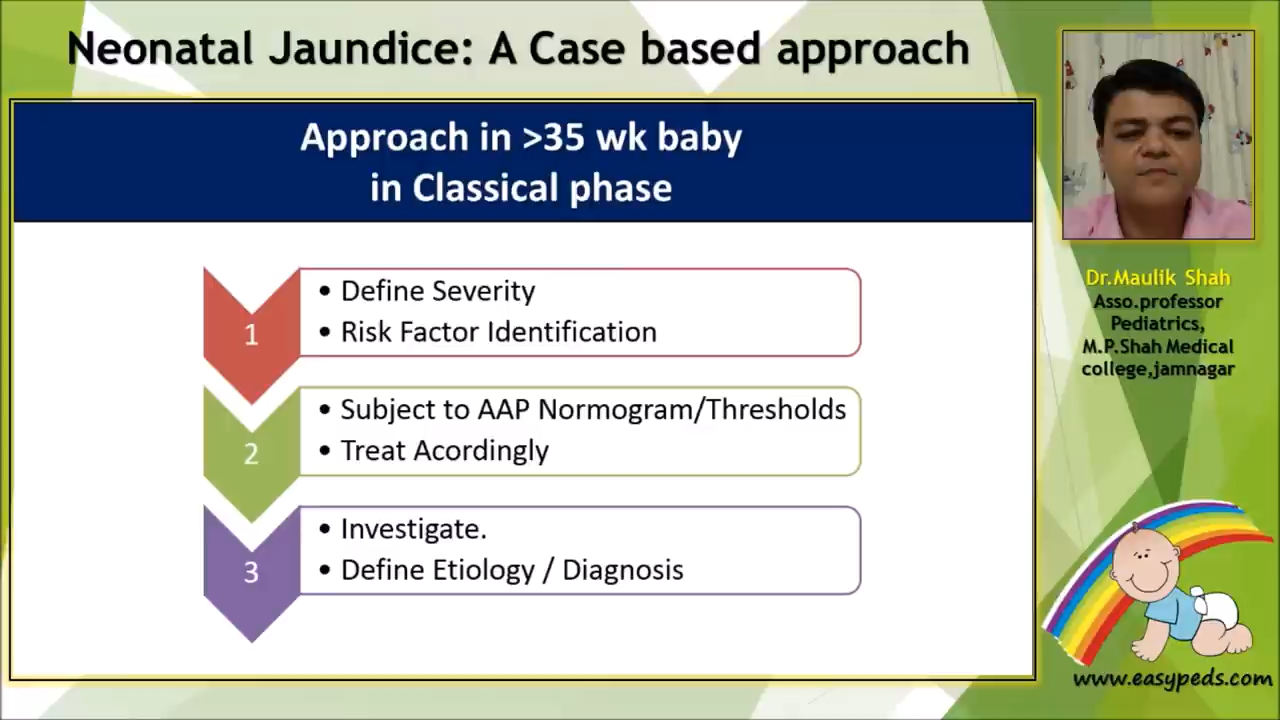 Neonatal Jaundice: A Case based approach
Approach in >35 wk baby
in Classical phase
1
• Define Severity
• Risk Factor Identification
2
• Subject to AAP Normogram/Thresholds
• Treat Acordingly
3
• Investigate.
• Define Etiology / Diagnosis
Dr.Maulik Shah
Asso.professor
Pediatrics,
M.P.Shah Medical
college,jamnagar
www.easypeds.com